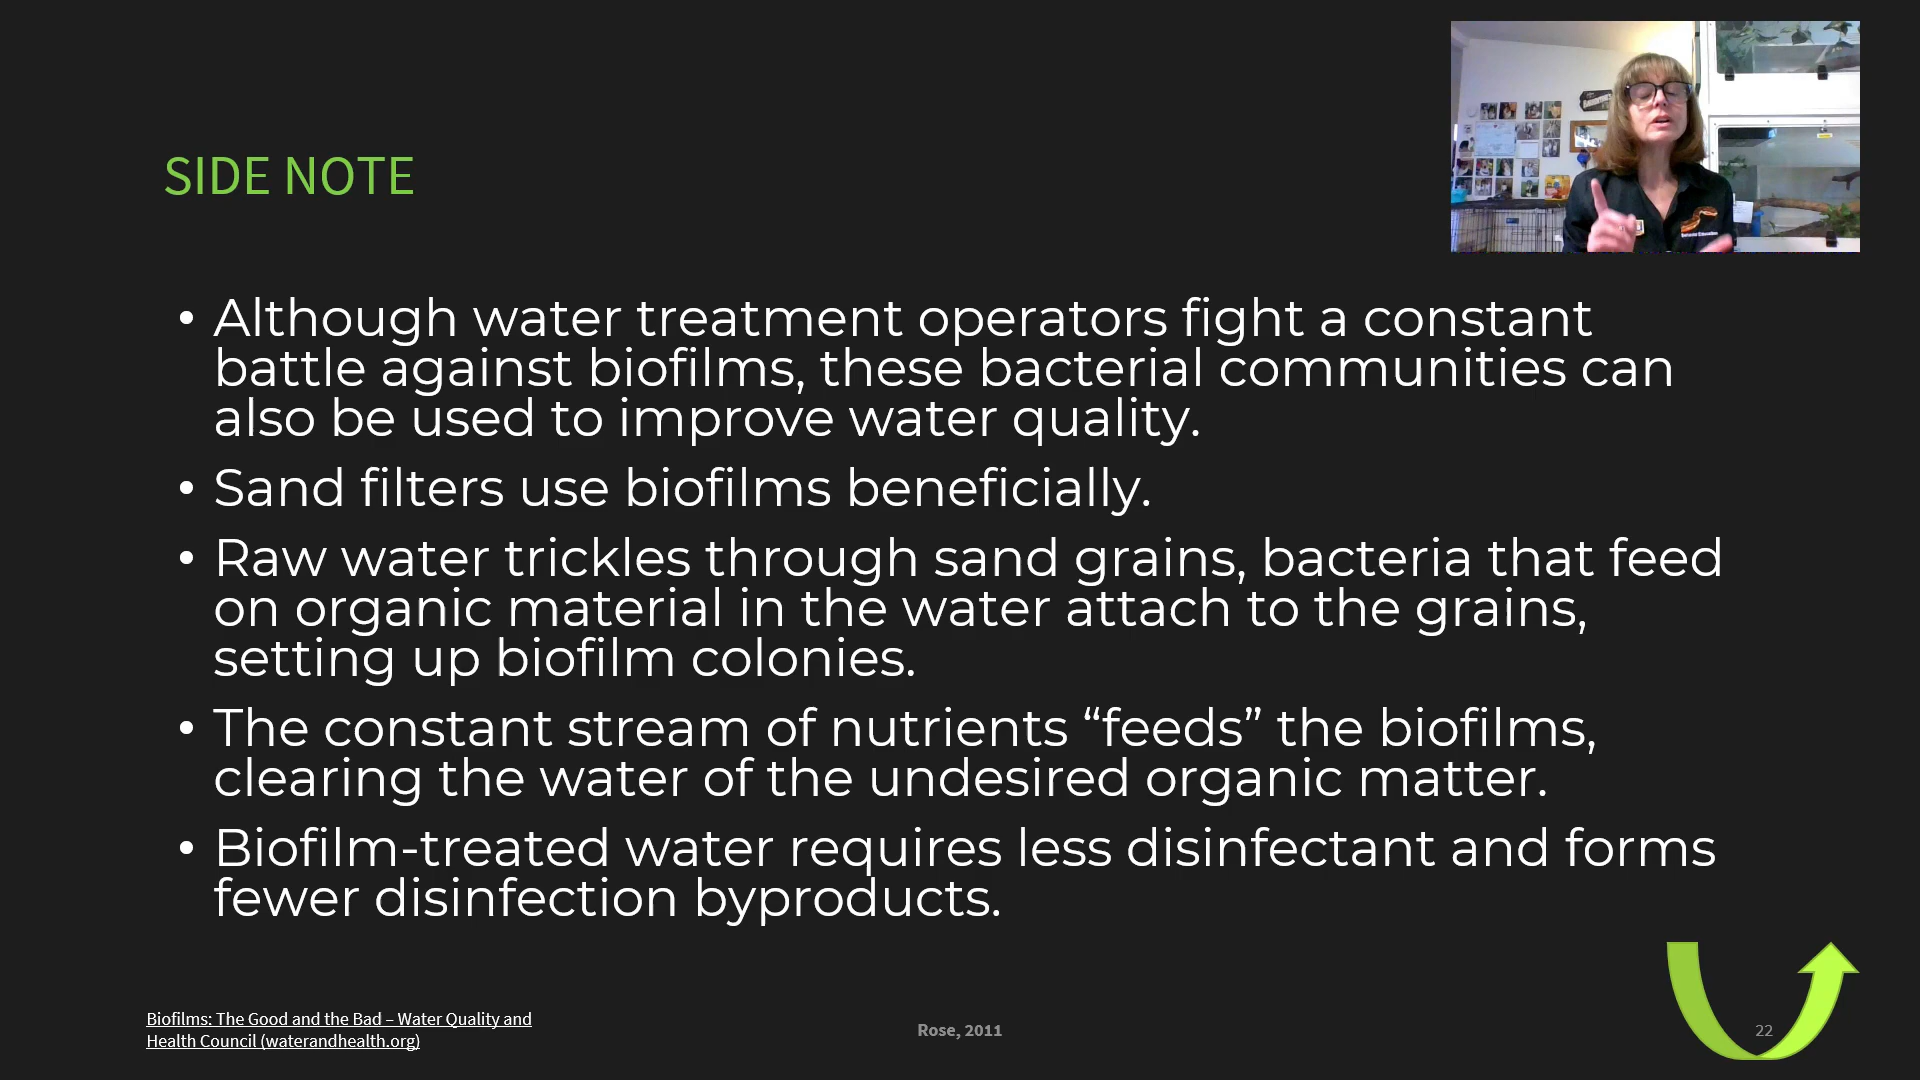 SIDE NOTE
• Although water treatment operators fight a constant
battle against biofilms, these bacterial communities can
also be used to improve water quality.
• Sand filters use biofilms beneficially.
• Raw water trickles through sand grains, bacteria that feed
on organic material in the water attach to the grains,
setting up biofilm colonies.
• The constant stream of nutrients “feeds” the biofilms,
clearing the water of the undesired organic matter.
• Biofilm-treated water requires less disinfectant and forms
fewer disinfection byproducts.
Biofilms: The Good and the Bad – Water Quality and
Health Council (waterandhealth.org)
Rose, 2011
22